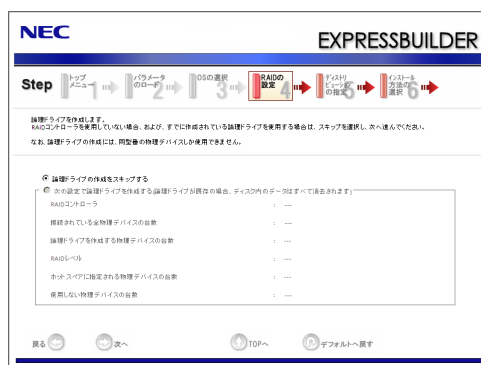 NEC
EXPRESSBUILDER
Step
トップメニュー 1
パラメータのロード 2
OSの選択 3
RAIDの設定 4
ディストリビューションの指定 5
インストール方法の選択 6
論理ドライブを作成します。
RAIDコントローラを使用していない場合、および、すでに作成されている論理ドライブを使用する場合は、スキップを選択し、次へ進んでください。
なお、論理ドライブの作成には、同型番の物理デバイスしか使用できません。
論理ドライブの作成をスキップする
次の設定で論理ドライブを作成する(論理ドライブが既存の場合、ディスク内のデータはすべて消去されます)
RAIDコントローラ : ---
接続されている全物理デバイスの台数 : ---
論理ドライブを作成する物理デバイスの台数 : ---
RAIDレベル : ---
ホットスペアに指定される物理デバイスの台数 : ---
使用しない物理デバイスの台数 : ---
戻る 次へ TOPへ デフォルトへ戻す